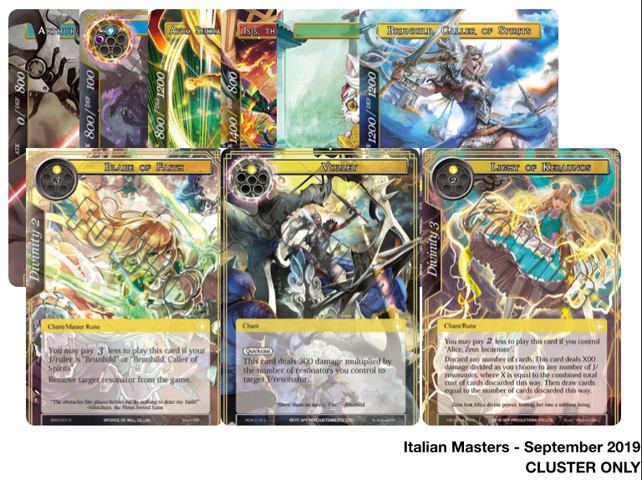 800
0/
ATK
DEF
100
800/
DEF
1200
800/
Isis, the
800
1400/
DEF
Brunhild, Caller of Spirits
1200
1200/
DEF
3
Blade of Faith
Divinity 2
Chant/Master Rune
You may pay 3 less to play this card if your
J/ruler is "Brunhild" or "Brunhild, Caller of
Spirits".
Remove target resonator from the game.
Volley
Chant
Quickcast
This card deals 300 damage multiplied by
the number of resonators you control to
target J/resonator.
2
Light of Keraunos
Divinity 3
Chant/Rune
You may pay 2 less to play this card if you control
"Alice, Zeus Incarnate".
Discard any number of cards. This card deals X00
damage divided as you choose to any number of J/
resonators, where X is equal to the combined total
cost of cards discarded this way. Then draw cards
equal to the number of cards discarded this way.
Italian Masters - September 2019
CLUSTER ONLY